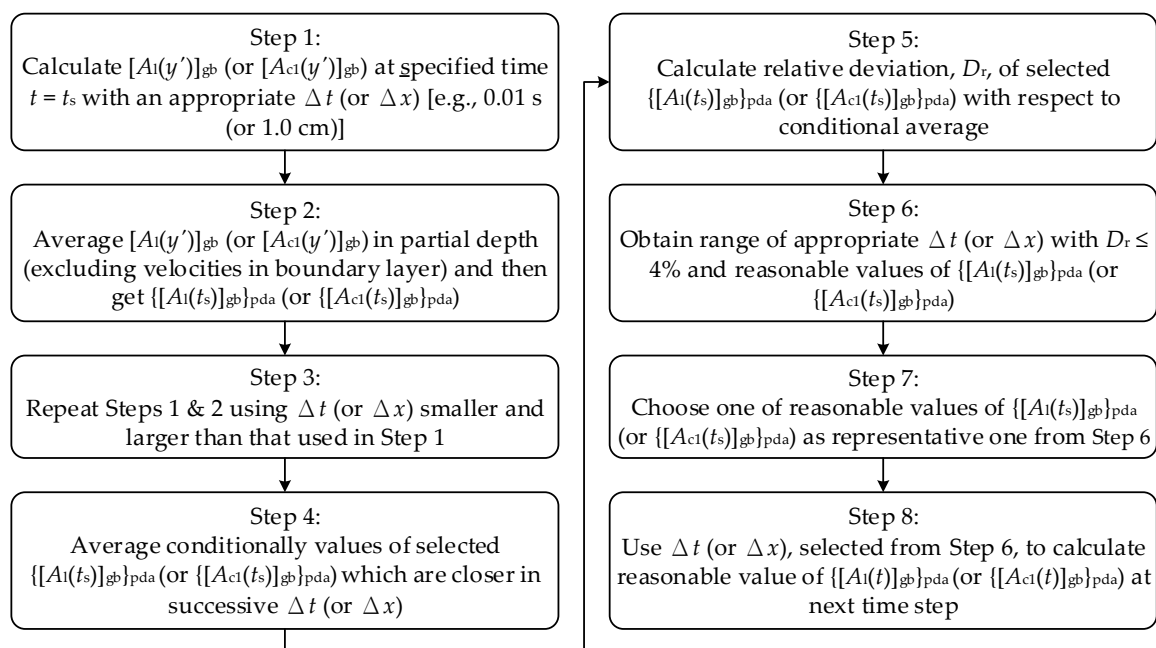 Step 1:
Calculate [Al(y′)]gb (or [Ac1(y′)]gb) at specified time
t = ts with an appropriate Δt (or Δx) [e.g., 0.01 s
(or 1.0 cm)]
Step 2:
Average [Al(y′)]gb (or [Ac1(y′)]gb) in partial depth
(excluding velocities in boundary layer) and then
get {[Al(ts)]gb}pda (or {[Ac1(ts)]gb}pda)
Step 3:
Repeat Steps 1 & 2 using Δt (or Δx) smaller and
larger than that used in Step 1
Step 4:
Average conditionally values of selected
{[Al(ts)]gb}pda (or {[Ac1(ts)]gb}pda) which are closer in
successive Δt (or Δx)
Step 5:
Calculate relative deviation, Dr, of selected
{[Al(ts)]gb}pda (or {[Ac1(ts)]gb}pda) with respect to
conditional average
Step 6:
Obtain range of appropriate Δt (or Δx) with Dr ≤
4% and reasonable values of {[Al(ts)]gb}pda (or
{[Ac1(ts)]gb}pda)
Step 7:
Choose one of reasonable values of {[Al(ts)]gb}pda
(or {[Ac1(ts)]gb}pda) as representative one from Step 6
Step 8:
Use Δt (or Δx), selected from Step 6, to calculate
reasonable value of {[Al(t)]gb}pda (or {[Ac1(t)]gb}pda) at
next time step